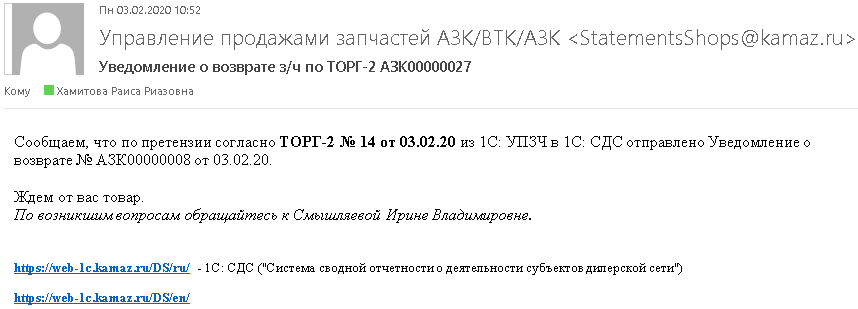 Пн 03.02.2020 10:52
Управление продажами запчастей АЗК/ВТК/АЗК <StatementsShops@kamaz.ru>
Уведомление о возврате з/ч по ТОРГ-2 АЗК00000027
Кому Хамитова Раиса Риазовна
Сообщаем, что по претензии согласно ТОРГ-2 № 14 от 03.02.20 из 1С: УПЗЧ в 1С: СДС отправлено Уведомление о
возврате № АЗК00000008 от 03.02.20.
Ждем от вас товар.
По возникшим вопросам обращайтесь к Смышляевой Ирине Владимировне.
https://web-1c.kamaz.ru/DS/ru/ - 1С: СДС ("Система сводной отчетности о деятельности субъектов диперской сети")
https://web-1c.kamaz.ru/DS/en/